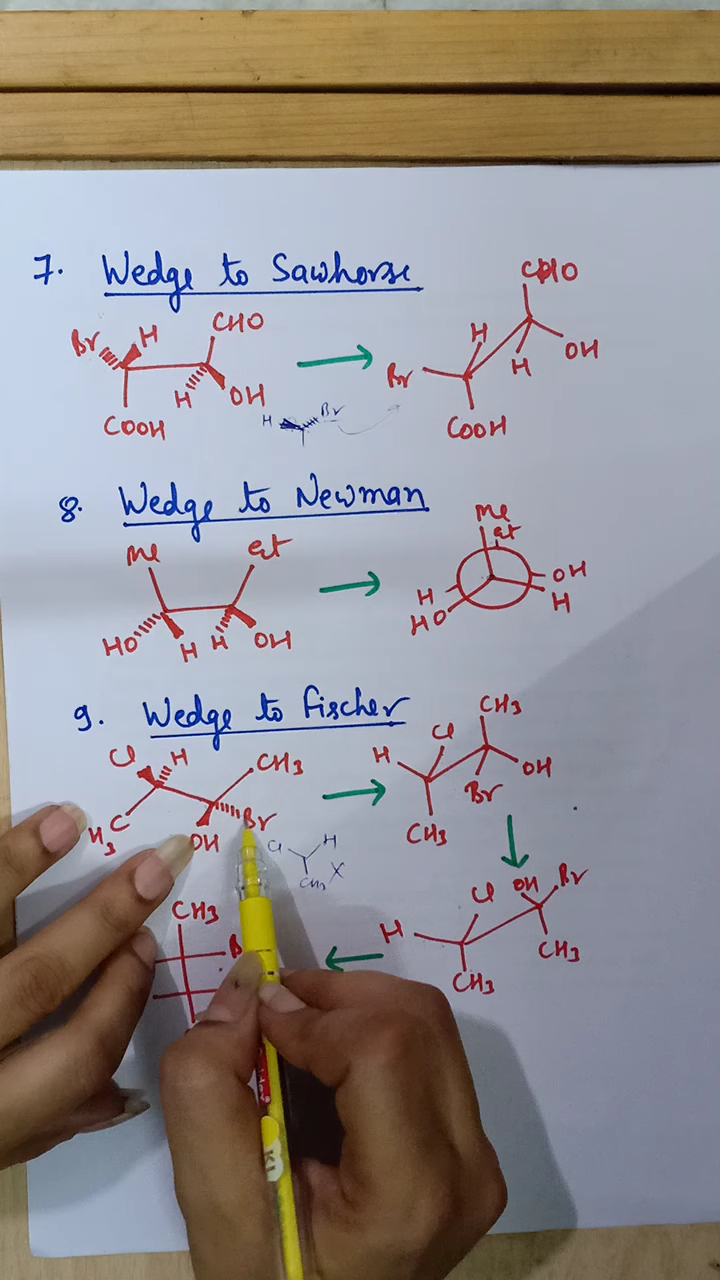 7. Wedge to Sawhorse
Br H CHO
H OH
COOH
H Br
CHO
H
Br H OH
COOH
8. Wedge to Newman
Me Et
HO H H OH
Me
Et
H OH
HO H
9. Wedge to Fischer
Cl H CH3
H3C OH Br
Cl H
CH3 X
CH3
H Cl
OH
Br
CH3
Cl OH Br
H
CH3 CH3
CH3
B